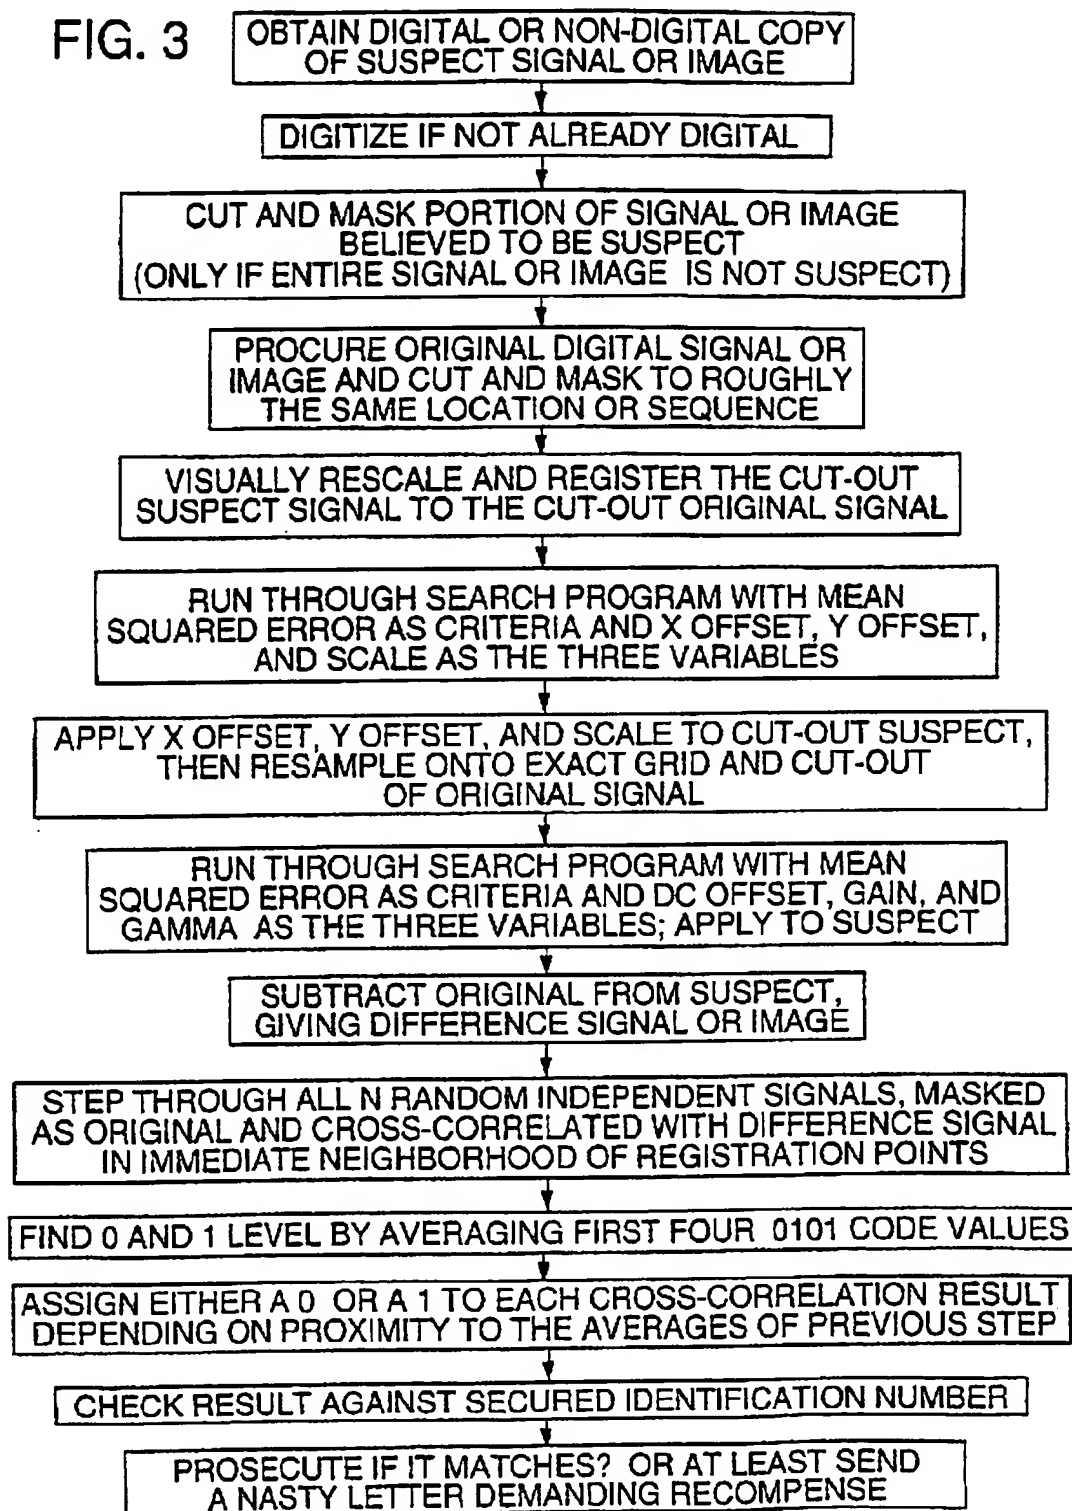 FIG. 3
OBTAIN DIGITAL OR NON-DIGITAL COPY
OF SUSPECT SIGNAL OR IMAGE
DIGITIZE IF NOT ALREADY DIGITAL
CUT AND MASK PORTION OF SIGNAL OR IMAGE
BELIEVED TO BE SUSPECT
(ONLY IF ENTIRE SIGNAL OR IMAGE IS NOT SUSPECT)
PROCURE ORIGINAL DIGITAL SIGNAL OR
IMAGE AND CUT AND MASK TO ROUGHLY
THE SAME LOCATION OR SEQUENCE
VISUALLY RESCALE AND REGISTER THE CUT-OUT
SUSPECT SIGNAL TO THE CUT-OUT ORIGINAL SIGNAL
RUN THROUGH SEARCH PROGRAM WITH MEAN
SQUARED ERROR AS CRITERIA AND X OFFSET, Y OFFSET,
AND SCALE AS THE THREE VARIABLES
APPLY X OFFSET, Y OFFSET, AND SCALE TO CUT-OUT SUSPECT,
THEN RESAMPLE ONTO EXACT GRID AND CUT-OUT
OF ORIGINAL SIGNAL
RUN THROUGH SEARCH PROGRAM WITH MEAN
SQUARED ERROR AS CRITERIA AND DC OFFSET, GAIN, AND
GAMMA AS THE THREE VARIABLES; APPLY TO SUSPECT
SUBTRACT ORIGINAL FROM SUSPECT,
GIVING DIFFERENCE SIGNAL OR IMAGE
STEP THROUGH ALL N RANDOM INDEPENDENT SIGNALS, MASKED
AS ORIGINAL AND CROSS-CORRELATED WITH DIFFERENCE SIGNAL
IN IMMEDIATE NEIGHBORHOOD OF REGISTRATION POINTS
FIND 0 AND 1 LEVEL BY AVERAGING FIRST FOUR 0101 CODE VALUES
ASSIGN EITHER A 0 OR A 1 TO EACH CROSS-CORRELATION RESULT
DEPENDING ON PROXIMITY TO THE AVERAGES OF PREVIOUS STEP
CHECK RESULT AGAINST SECURED IDENTIFICATION NUMBER
PROSECUTE IF IT MATCHES? OR AT LEAST SEND
A NASTY LETTER DEMANDING RECOMPENSE